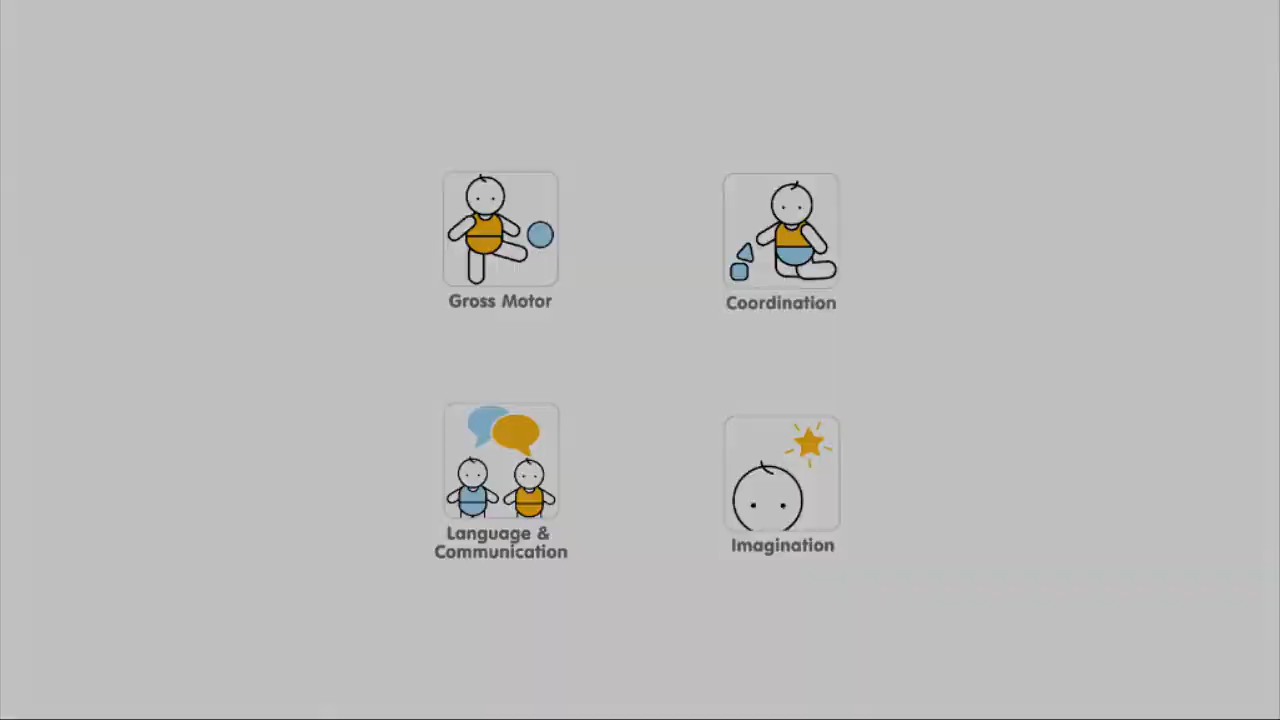 Gross Motor
Coordination
Language &
Communication
Imagination